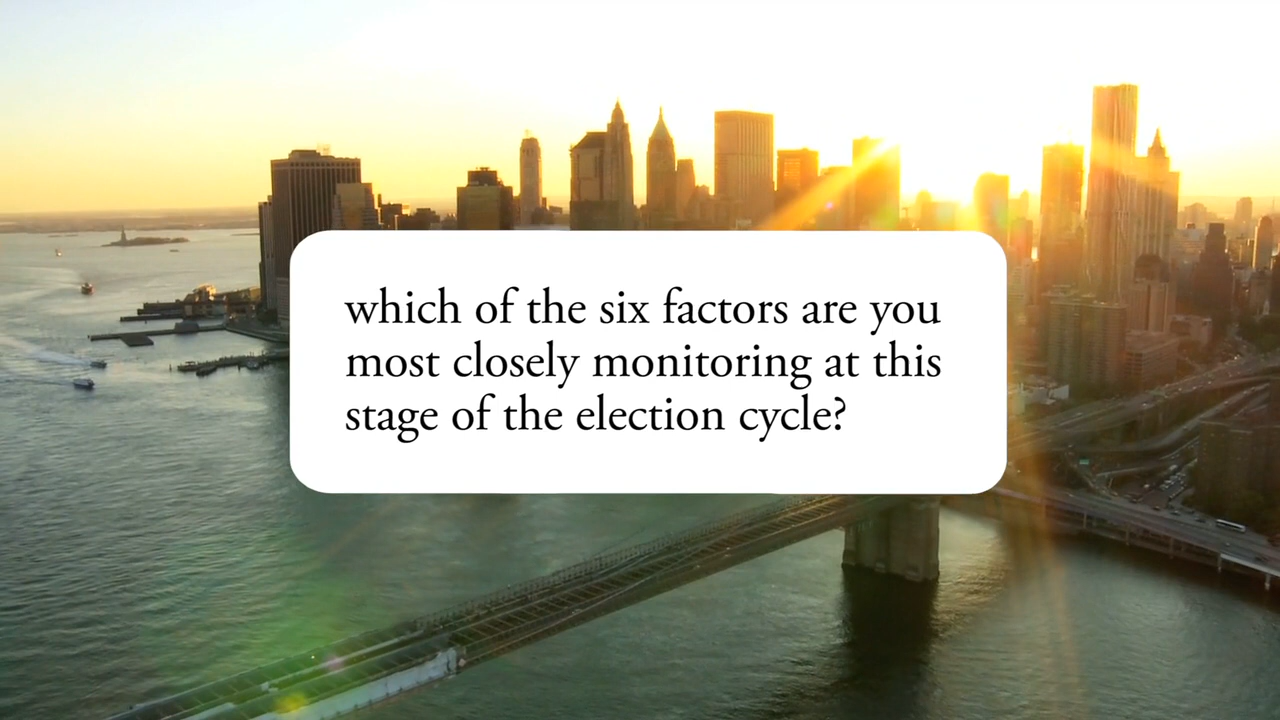 which of the six factors are you
most closely monitoring at this
stage of the election cycle?